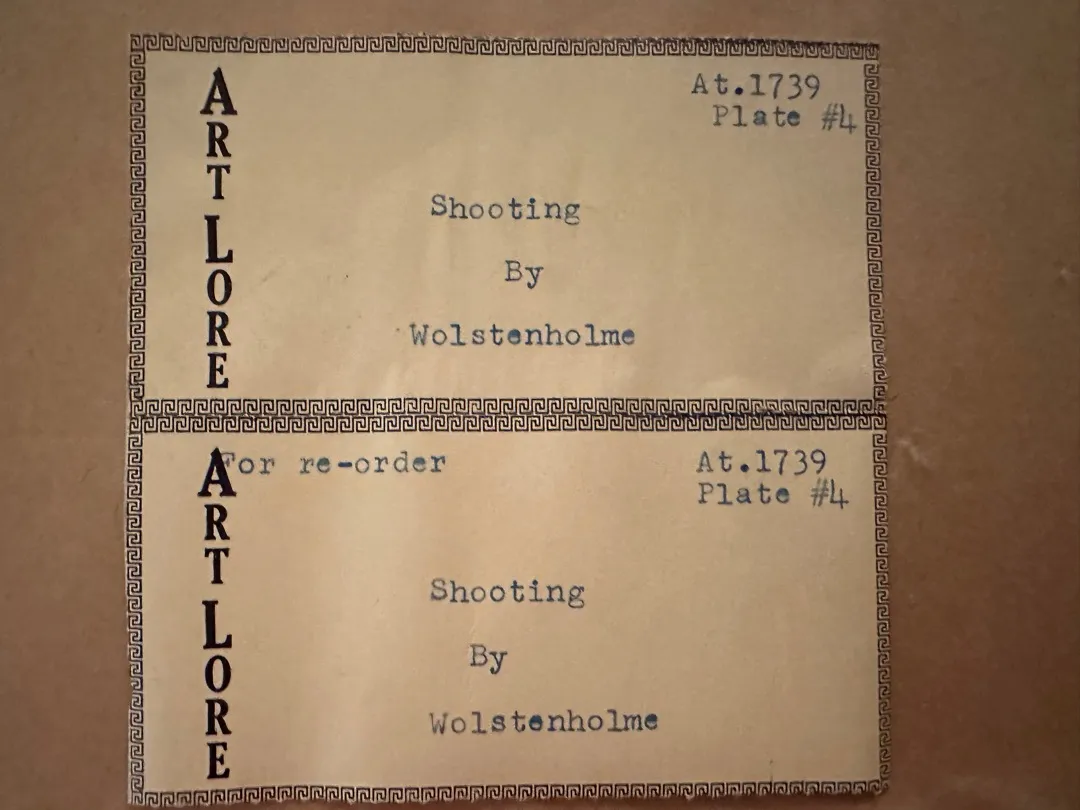 ART LORE
At.1739
Plate #4
Shooting
By
Wolstenholme
ART LORE
For re-order
At.1739
Plate #4
Shooting
By
Wolstenholme